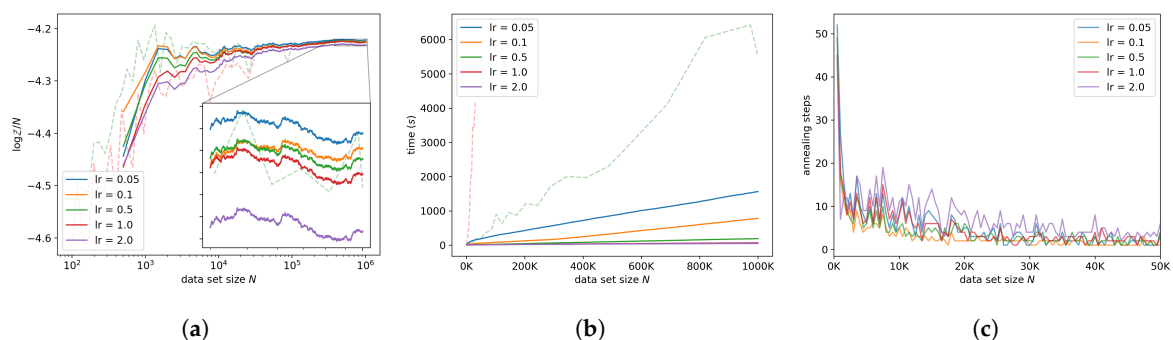 −4.2
−4.3
−4.4
−4.5
−4.6
log Z/N
lr = 0.05
lr = 0.1
lr = 0.5
lr = 1.0
lr = 2.0
10² 10³ 10⁴ 10⁵ 10⁶
data set size N
(a)
6000
5000
4000
3000
2000
1000
0
time (s)
lr = 0.05
lr = 0.1
lr = 0.5
lr = 1.0
lr = 2.0
0K 200K 400K 600K 800K 1000K
data set size N
(b)
50
40
30
20
10
0
annealing steps
lr = 0.05
lr = 0.1
lr = 0.5
lr = 1.0
lr = 2.0
0K 10K 20K 30K 40K 50K
data set size N
(c)